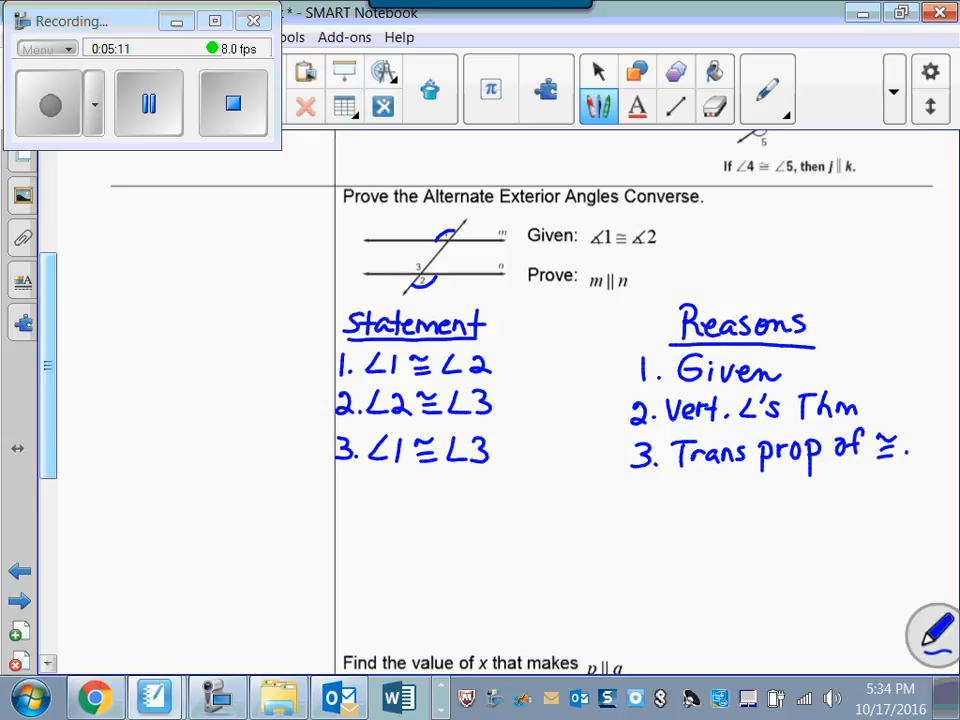 Recording...
.* - SMART Notebook
Menu
0:05:11
8.0 fps
ols Add-ons Help
π
A
5
If ∠4 ≅ ∠5, then j ∥ k.
Prove the Alternate Exterior Angles Converse.
m
Given: ∡1 ≅ ∡2
3
n
2
Prove: m ∥ n
Statement
Reasons
1. ∠1 ≅ ∠2
1. Given
2. ∠2 ≅ ∠3
2. Vert. ∠'s Thm
3. ∠1 ≅ ∠3
3. Trans prop of ≅.
Find the value of x that makes p ∥ q
5:34 PM
10/17/2016